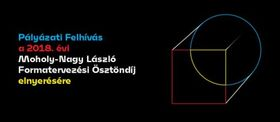 Pályázati Felhívás
a 2018. évi
Moholy-Nagy László
Formatervezési Ösztöndíj
elnyerésére